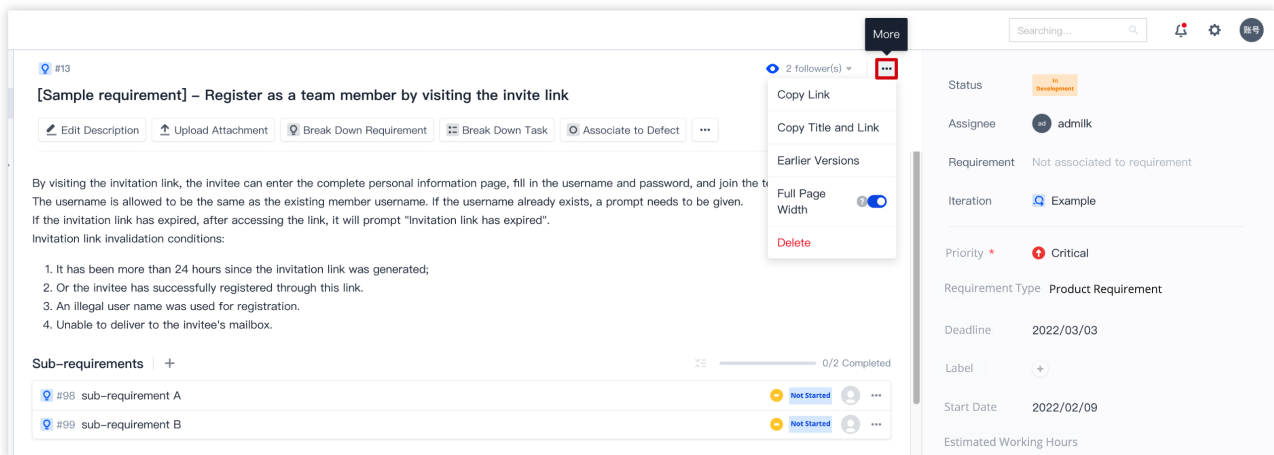 More
Searching...
账号
#13
2 follower(s)
[Sample requirement] – Register as a team member by visiting the invite link
Edit Description
Upload Attachment
Break Down Requirement
Break Down Task
Associate to Defect
Copy Link
Copy Title and Link
Earlier Versions
Full Page
Width
?
Delete
By visiting the invitation link, the invitee can enter the complete personal information page, fill in the username and password, and join the
The username is allowed to be the same as the existing member username. If the username already exists, a prompt needs to be given.
If the invitation link has expired, after accessing the link, it will prompt "Invitation link has expired".
Invitation link invalidation conditions:
1. It has been more than 24 hours since the invitation link was generated;
2. Or the invitee has successfully registered through this link.
3. An illegal user name was used for registration.
4. Unable to deliver to the invitee's mailbox.
Sub–requirements
0/2 Completed
#98 sub–requirement A
Not Started
#99 sub–requirement B
Not Started
Status
In
Development
Assignee
ad admilk
Requirement Not associated to requirement
Iteration Example
Priority * Critical
Requirement Type Product Requirement
Deadline 2022/03/03
Label
Start Date 2022/02/09
Estimated Working Hours